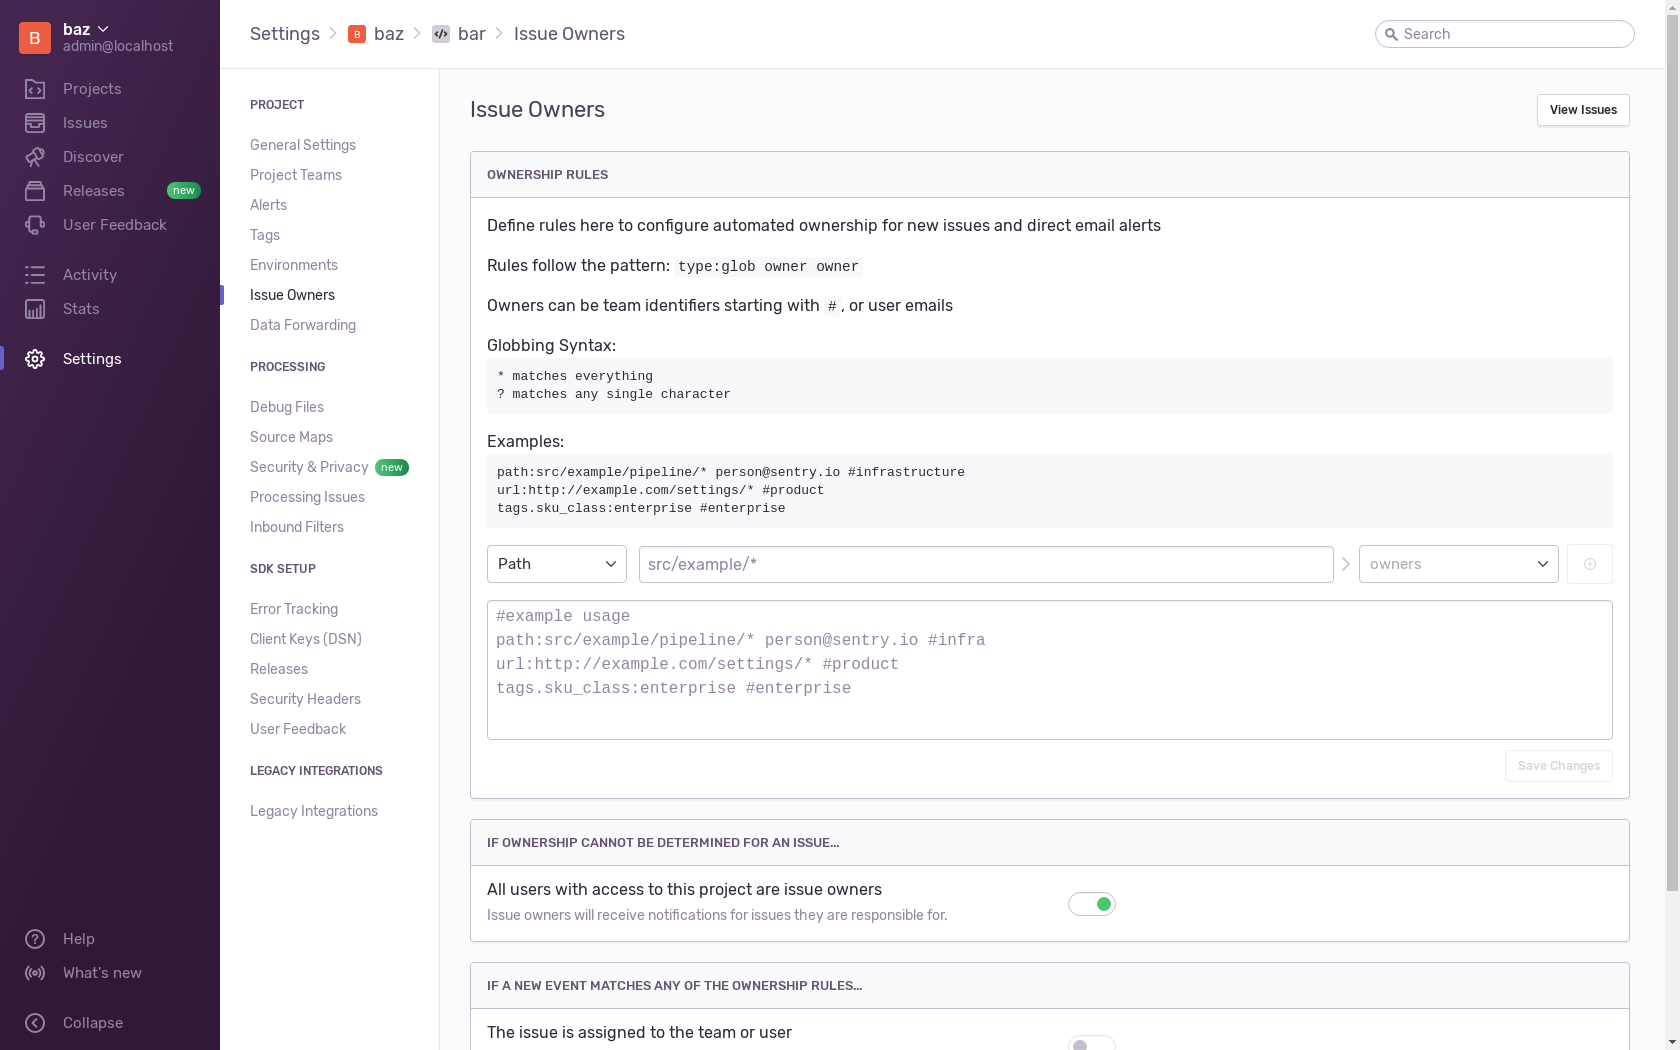 B
baz
admin@localhost
Projects
Issues
Discover
Releases new
User Feedback
Activity
Stats
Settings
Help
What's new
Collapse
Settings B baz bar Issue Owners
Search
PROJECT
General Settings
Project Teams
Alerts
Tags
Environments
Issue Owners
Data Forwarding
PROCESSING
Debug Files
Source Maps
Security & Privacy new
Processing Issues
Inbound Filters
SDK SETUP
Error Tracking
Client Keys (DSN)
Releases
Security Headers
User Feedback
LEGACY INTEGRATIONS
Legacy Integrations
Issue Owners
View Issues
OWNERSHIP RULES
Define rules here to configure automated ownership for new issues and direct email alerts
Rules follow the pattern: type:glob owner owner
Owners can be team identifiers starting with #, or user emails
Globbing Syntax:
* matches everything
? matches any single character
Examples:
path:src/example/pipeline/* person@sentry.io #infrastructure
url:http://example.com/settings/* #product
tags.sku_class:enterprise #enterprise
Path src/example/* owners
#example usage
path:src/example/pipeline/* person@sentry.io #infra
url:http://example.com/settings/* #product
tags.sku_class:enterprise #enterprise
Save Changes
IF OWNERSHIP CANNOT BE DETERMINED FOR AN ISSUE...
All users with access to this project are issue owners
Issue owners will receive notifications for issues they are responsible for.
IF A NEW EVENT MATCHES ANY OF THE OWNERSHIP RULES...
The issue is assigned to the team or user